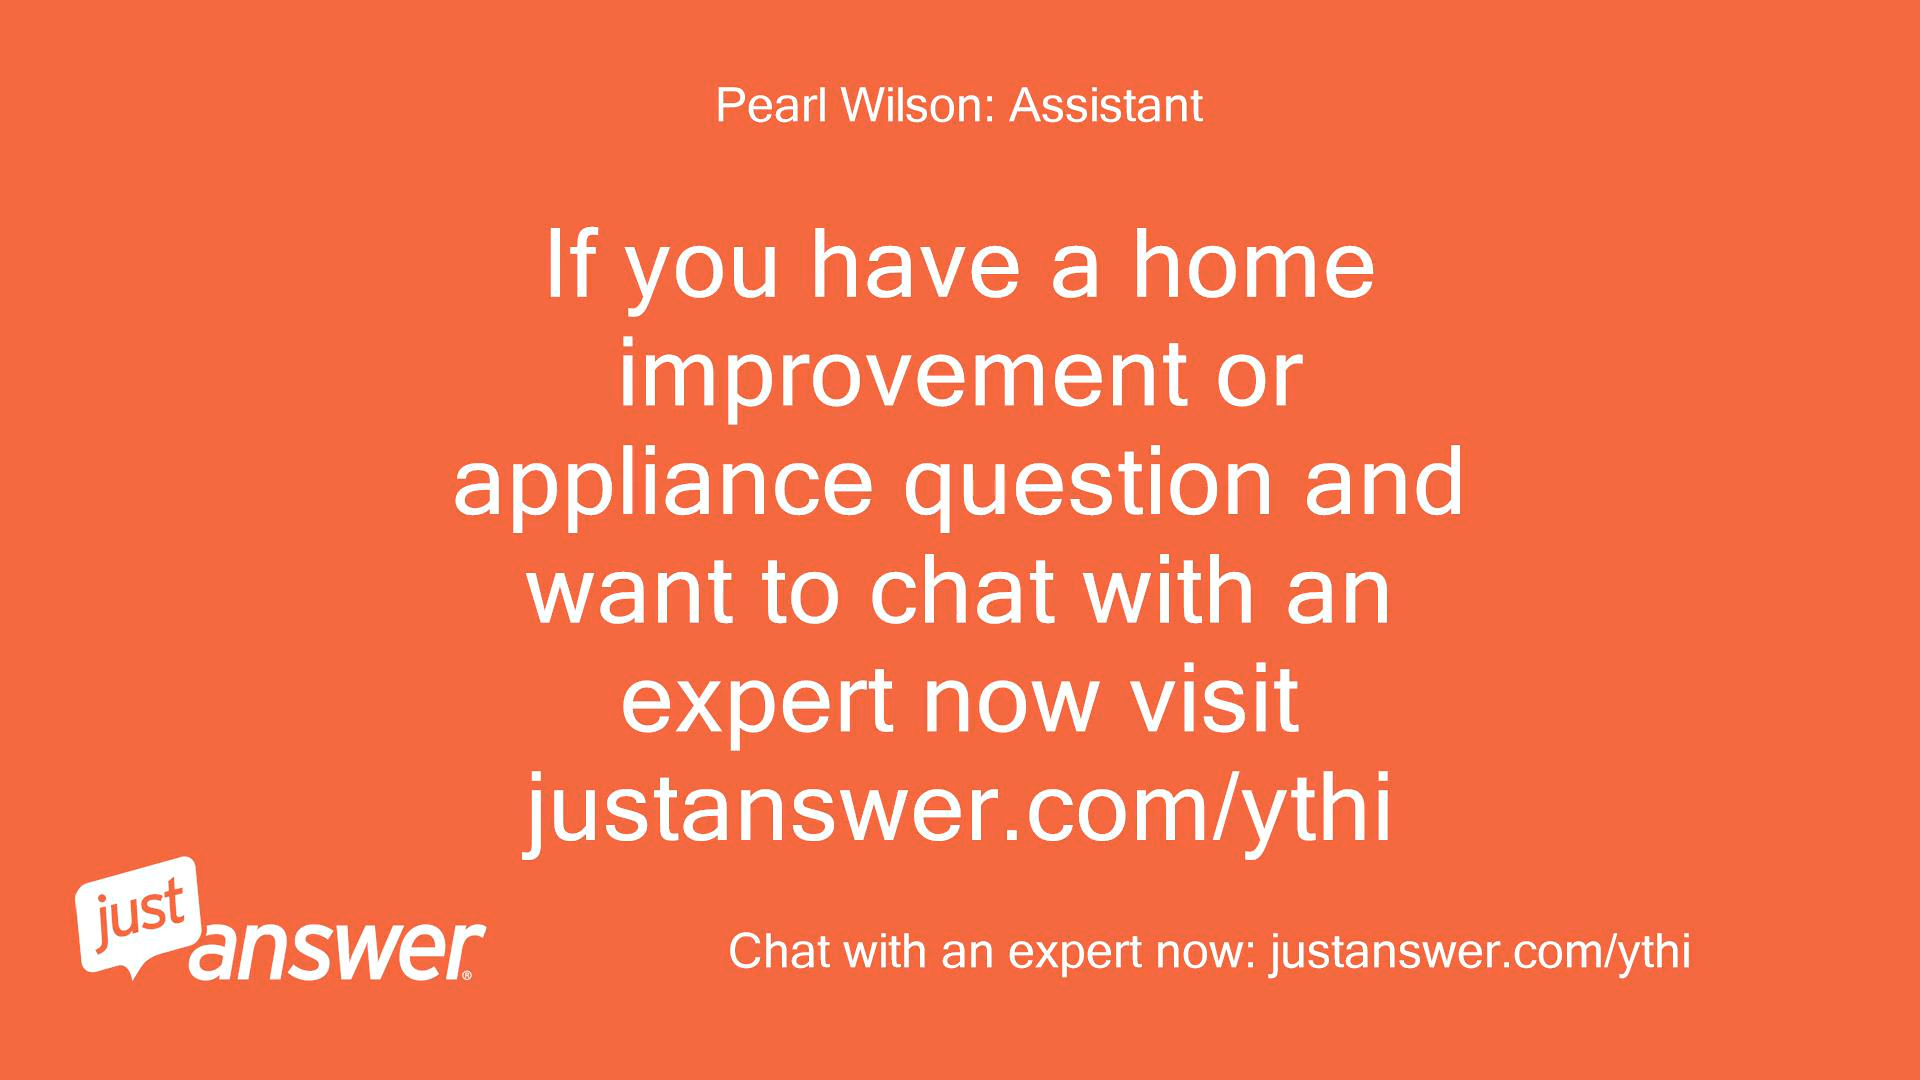 Pearl Wilson: Assistant
If you have a home
improvement or
appliance question and
want to chat with an
expert now visit
justanswer.com/ythi
just
answer®
Chat with an expert now: justanswer.com/ythi